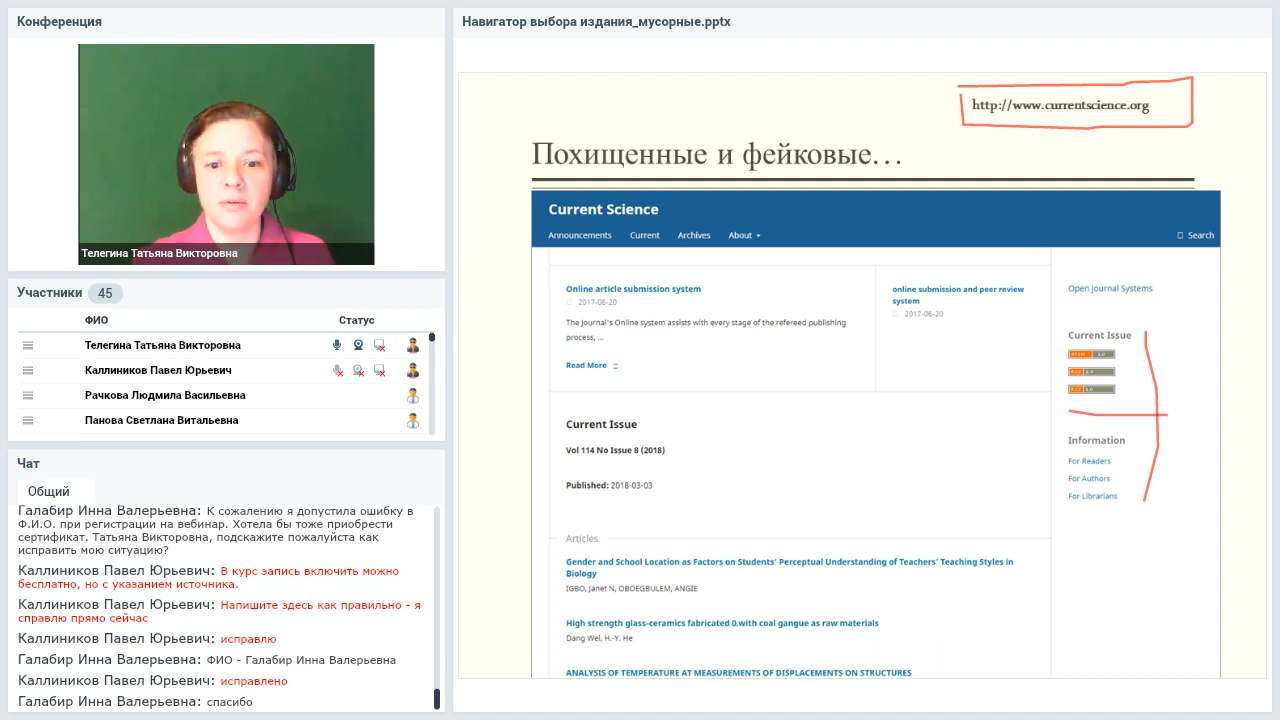 Конференция
Телегина Татьяна Викторовна
Участники 45
ФИО Статус
Телегина Татьяна Викторовна
Каллиников Павел Юрьевич
Рачкова Людмила Васильевна
Панова Светлана Витальевна
Чат
Общий
Галабир Инна Валерьевна: К сожалению я допустила ошибку в
Ф.И.О. при регистрации на вебинар. Хотела бы тоже приобрести
сертификат. Татьяна Викторовна, подскажите пожалуйста как
исправить мою ситуацию?
Каллиников Павел Юрьевич: В курс запись включить можно
бесплатно, но с указанием источника.
Каллиников Павел Юрьевич: Напишите здесь как правильно - я
справлю прямо сейчас
Каллиников Павел Юрьевич: исправлю
Галабир Инна Валерьевна: ФИО - Галабир Инна Валерьевна
Каллиников Павел Юрьевич: исправлено
Галабир Инна Валерьевна: спасибо
Навигатор выбора издания_мусорные.pptx
http://www.currentscience.org
Похищенные и фейковые...
Current Science
Announcements Current Archives About Search
Online article submission system
2017-06-20
The Journal's Online system assists with every stage of the refereed publishing
process, ...
Read More
online submission and peer review
system
2017-06-20
Current Issue
Vol 114 No Issue 8 (2018)
Published: 2018-03-03
Articles
Gender and School Location as Factors on Students' Perceptual Understanding of Teachers' Teaching Styles in
Biology
IGBO, Janet N, OBOEGBULEM, ANGIE
High strength glass-ceramics fabricated 0.with coal gangue as raw materials
Dang Wei, H.-Y. He
ANALYSIS OF TEMPERATURE AT MEASUREMENTS OF DISPLACEMENTS ON STRUCTURES
Open Journal Systems
Current Issue
ATOM 1.0
RSS 2.0
RSS 1.0
Information
For Readers
For Authors
For Librarians